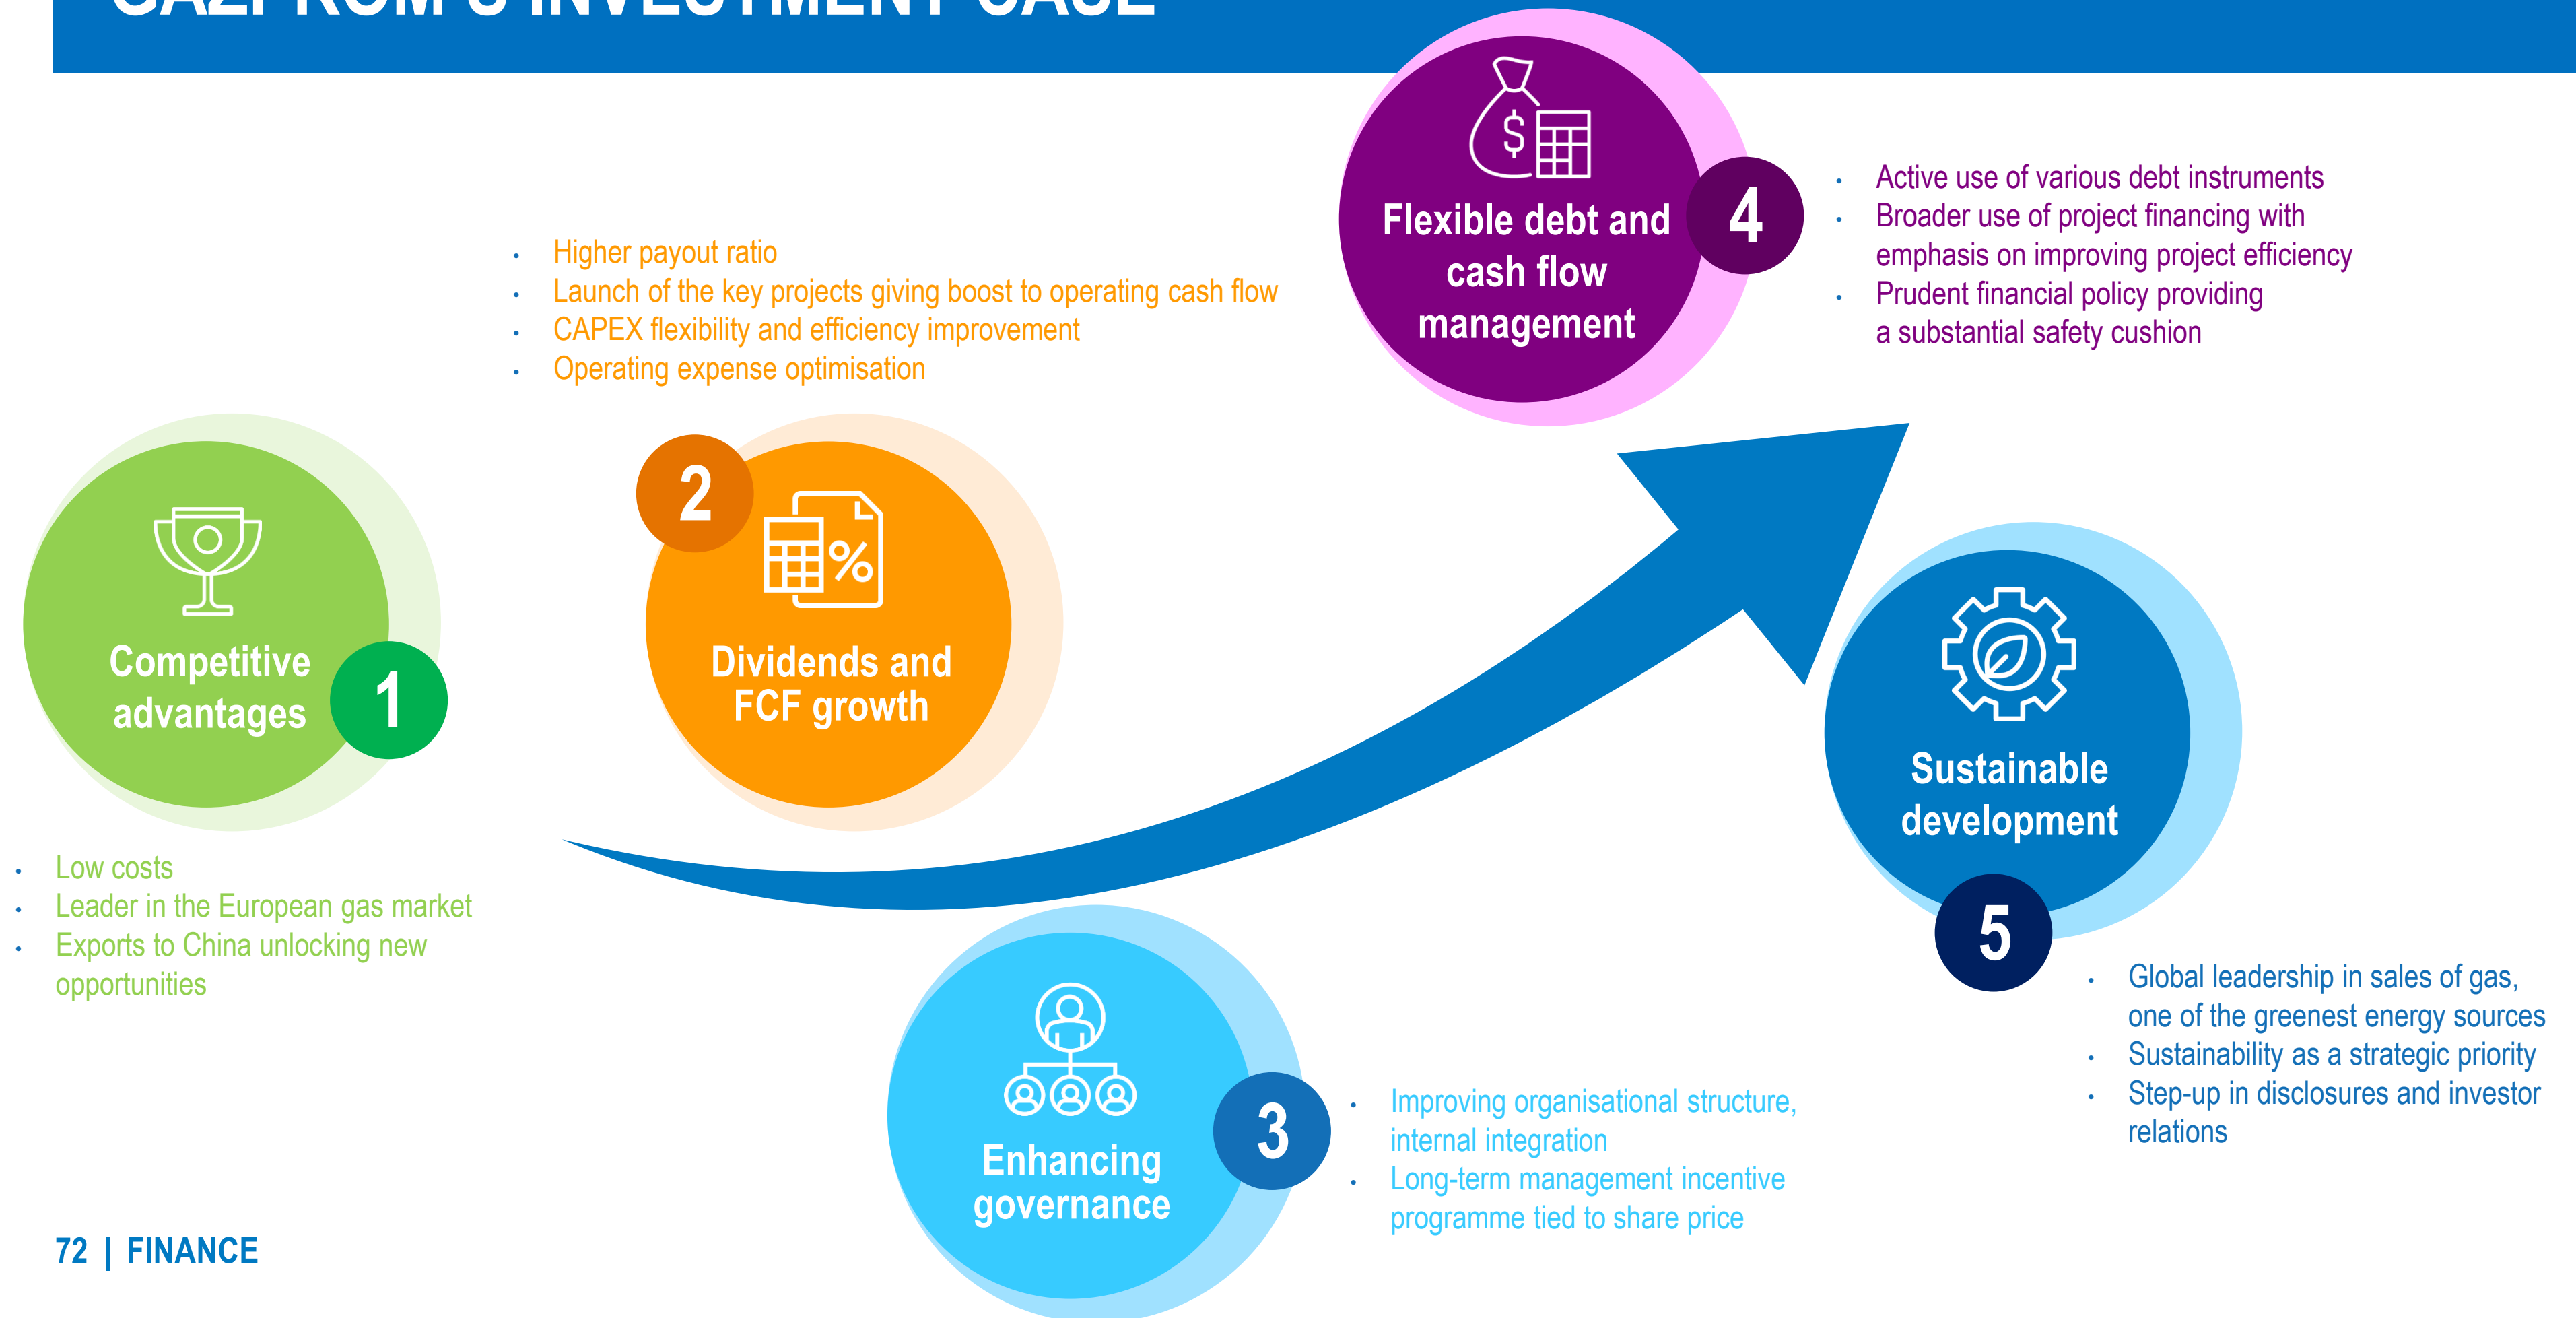 GAZPROM'S INVESTMENT CASE
Competitive
advantages
1
• Low costs
• Leader in the European gas market
• Exports to China unlocking new
opportunities
• Higher payout ratio
• Launch of the key projects giving boost to operating cash flow
• CAPEX flexibility and efficiency improvement
• Operating expense optimisation
2
%
Dividends and
FCF growth
Enhancing
governance
3
• Improving organisational structure,
internal integration
• Long-term management incentive
programme tied to share price
$
Flexible debt and
cash flow
management
4
• Active use of various debt instruments
• Broader use of project financing with
emphasis on improving project efficiency
• Prudent financial policy providing
a substantial safety cushion
Sustainable
development
5
• Global leadership in sales of gas,
one of the greenest energy sources
• Sustainability as a strategic priority
• Step-up in disclosures and investor
relations
72 | FINANCE